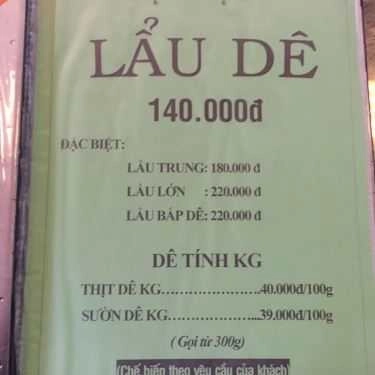 LẨU DÊ
140.000đ
ĐẶC BIỆT:
LẨU TRUNG: 180.000 đ
LẨU LỚN : 220.000 đ
LẨU BẮP DÊ: 220.000 đ
DÊ TÍNH KG
THỊT DÊ KG……………….40.000đ/100g
SƯỜN DÊ KG………………...39.000đ/100g
( Gọi từ 300g)
(Chế biến theo yêu cầu của khách)